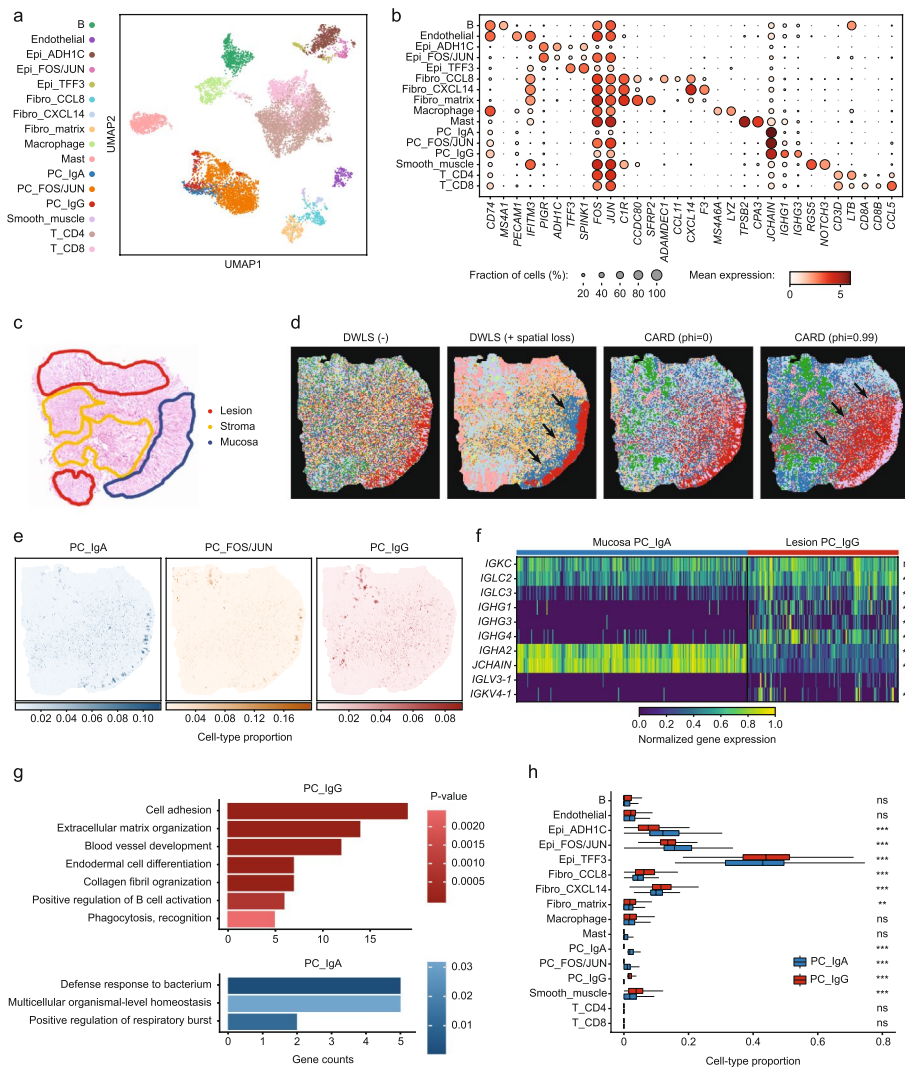 a
B
Endothelial
Epi_ADH1C
Epi_FOS/JUN
Epi_TFF3
Fibro_CCL8
Fibro_CXCL14
Fibro_matrix
Macrophage
Mast
PC_IgA
PC_FOS/JUN
PC_IgG
Smooth_muscle
T_CD4
T_CD8
UMAP2
UMAP1
b
B
Endothelial
Epi_ADH1C
Epi_FOS/JUN
Epi_TFF3
Fibro_CCL8
Fibro_CXCL14
Fibro_matrix
Macrophage
Mast
PC_IgA
PC_FOS/JUN
PC_IgG
Smooth_muscle
T_CD4
T_CD8
CD74
MS4A1
PECAM1
IFITM3
PIGR
ADH1C
TFF3
SPINK1
FOS
JUN
C1R
CCDC80
SFRP2
ADAMDEC1
CCL11
CXCL14
F3
MS4A6A
LYZ
TPSB2
CPA3
JCHAIN
IGHG1
IGHG3
RGS5
NOTCH3
CD3D
LTB
CD8A
CD8B
CCL5
Fraction of cells (%):
20 40 60 80 100
Mean expression:
0 5
c
Lesion
Stroma
Mucosa
d
DWLS (-)
DWLS (+ spatial loss)
CARD (phi=0)
CARD (phi=0.99)
e
PC_IgA
PC_FOS/JUN
PC_IgG
0.02 0.04 0.06 0.08 0.10
0.04 0.08 0.12 0.16
0.02 0.04 0.06 0.08
Cell-type proportion
f
Mucosa PC_IgA
Lesion PC_IgG
IGKC
IGLC2
IGLC3
IGHG1
IGHG3
IGHG4
IGHA2
JCHAIN
IGLV3-1
IGKV4-1
0.0 0.2 0.4 0.6 0.8 1.0
Normalized gene expression
g
PC_IgG
Cell adhesion
Extracellular matrix organization
Blood vessel development
Endodermal cell differentiation
Collagen fibril organization
Positive regulation of B cell activation
Phagocytosis, recognition
0 5 10 15
P-value
0.0020
0.0015
0.0010
0.0005
PC_IgA
Defense response to bacterium
Multicellular organismal-level homeostasis
Positive regulation of respiratory burst
0 1 2 3 4 5
Gene counts
0.03
0.02
0.01
h
B ns
Endothelial ns
Epi_ADH1C ***
Epi_FOS/JUN ***
Epi_TFF3 ***
Fibro_CCL8 ***
Fibro_CXCL14 ***
Fibro_matrix **
Macrophage ns
Mast ns
PC_IgA ***
PC_FOS/JUN ***
PC_IgG ***
Smooth_muscle ***
T_CD4 ns
T_CD8 ns
PC_IgA
PC_IgG
0 0.2 0.4 0.6 0.8
Cell-type proportion